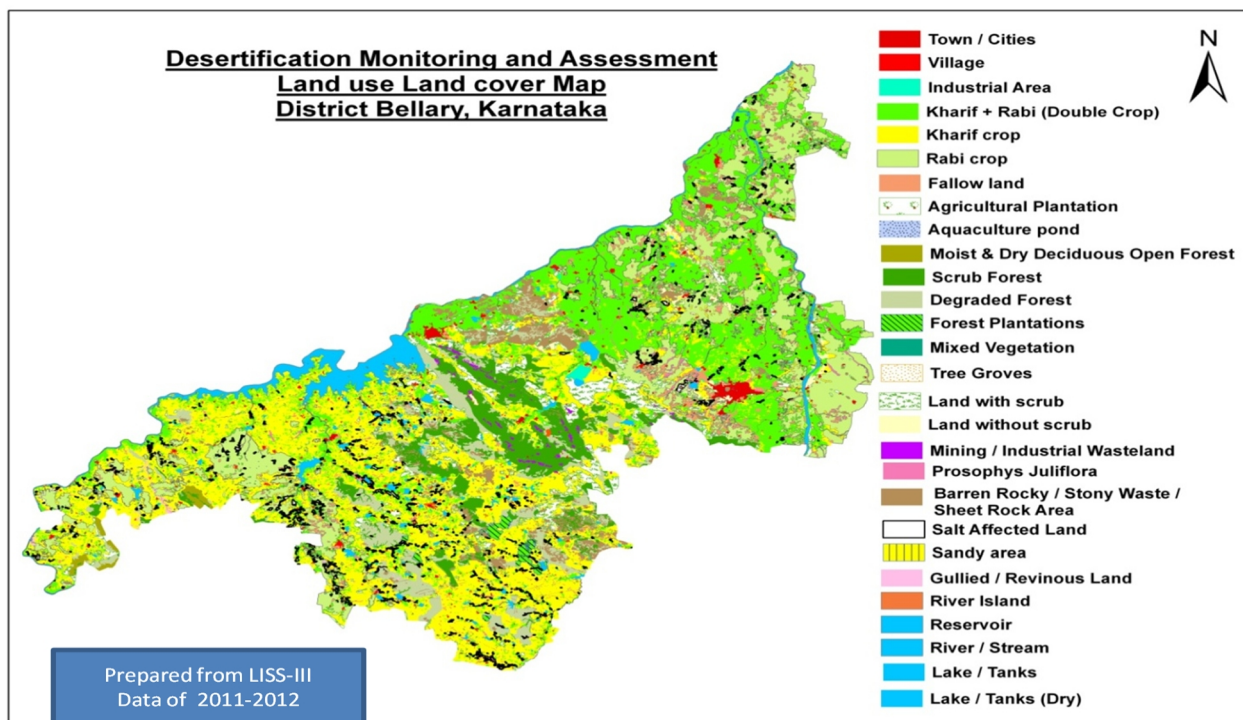 Desertification Monitoring and Assessment
Land use Land cover Map
District Bellary, Karnataka
N
Town / Cities
Village
Industrial Area
Kharif + Rabi (Double Crop)
Kharif crop
Rabi crop
Fallow land
Agricultural Plantation
Aquaculture pond
Moist & Dry Deciduous Open Forest
Scrub Forest
Degraded Forest
Forest Plantations
Mixed Vegetation
Tree Groves
Land with scrub
Land without scrub
Mining / Industrial Wasteland
Prosophys Juliflora
Barren Rocky / Stony Waste /
Sheet Rock Area
Salt Affected Land
Sandy area
Gullied / Revinous Land
River Island
Reservoir
River / Stream
Lake / Tanks
Lake / Tanks (Dry)
Prepared from LISS-III
Data of 2011-2012